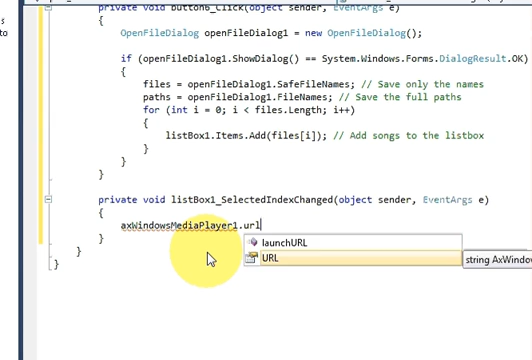 s
to
private void button6_Click(object sender, EventArgs e)
{
OpenFileDialog openFileDialog1 = new OpenFileDialog();
if (openFileDialog1.ShowDialog() == System.Windows.Forms.DialogResult.OK)
{
files = openFileDialog1.SafeFileNames; // Save only the names
paths = openFileDialog1.FileNames; // Save the full paths
for (int i = 0; i < files.Length; i++)
{
listBox1.Items.Add(files[i]); // Add songs to the listbox
}
}
}
private void listBox1_SelectedIndexChanged(object sender, EventArgs e)
{
axWindowsMediaPlayer1.url
}
launchURL
}
URL
string AxWindow
}